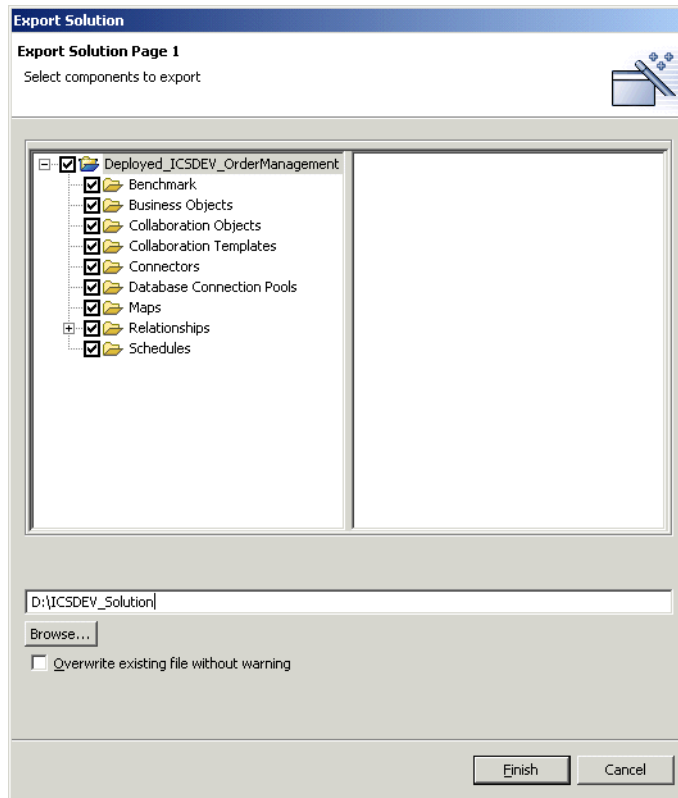 Export Solution
Export Solution Page 1
Select components to export
Deployed_ICSDEV_OrderManagement
Benchmark
Business Objects
Collaboration Objects
Collaboration Templates
Connectors
Database Connection Pools
Maps
Relationships
Schedules
D:\ICSDEV_Solution
Browse...
Overwrite existing file without warning
Finish Cancel